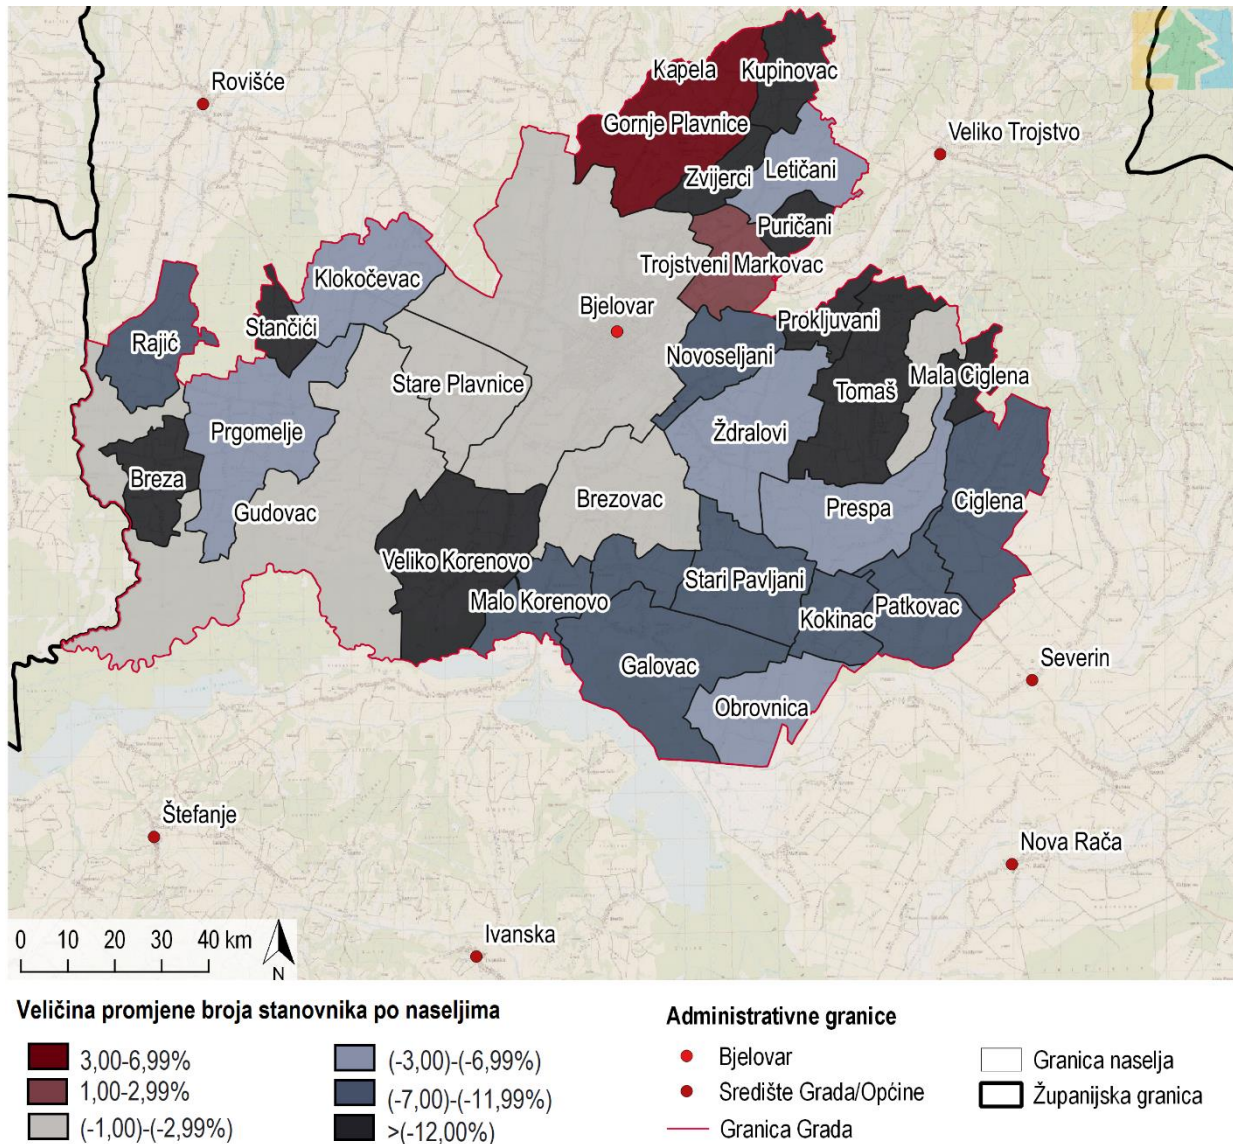 Rovišće
Kapela
Kupinovac
Gornje Plavnice
Veliko Trojstvo
Zvijerci
Letičani
Puričani
Trojstveni Markovac
Klokočevac
Stančići
Rajić
Bjelovar
Prokljuvani
Novoseljani
Stare Plavnice
Mala Ciglena
Tomaš
Prgomelje
Ždralovi
Breza
Gudovac
Brezovac
Prespa
Ciglena
Veliko Korenovo
Stari Pavljani
Malo Korenovo
Kokinac
Patkovac
Galovac
Severin
Obrovnica
Štefanje
Nova Rača
Ivanska
0 10 20 30 40 km
N
Veličina promjene broja stanovnika po naseljima
3,00-6,99%
1,00-2,99%
(-1,00)-(-2,99%)
(-3,00)-(-6,99%)
(-7,00)-(-11,99%)
>(-12,00%)
Administrativne granice
Bjelovar
Središte Grada/Općine
Granica Grada
Granica naselja
Županijska granica